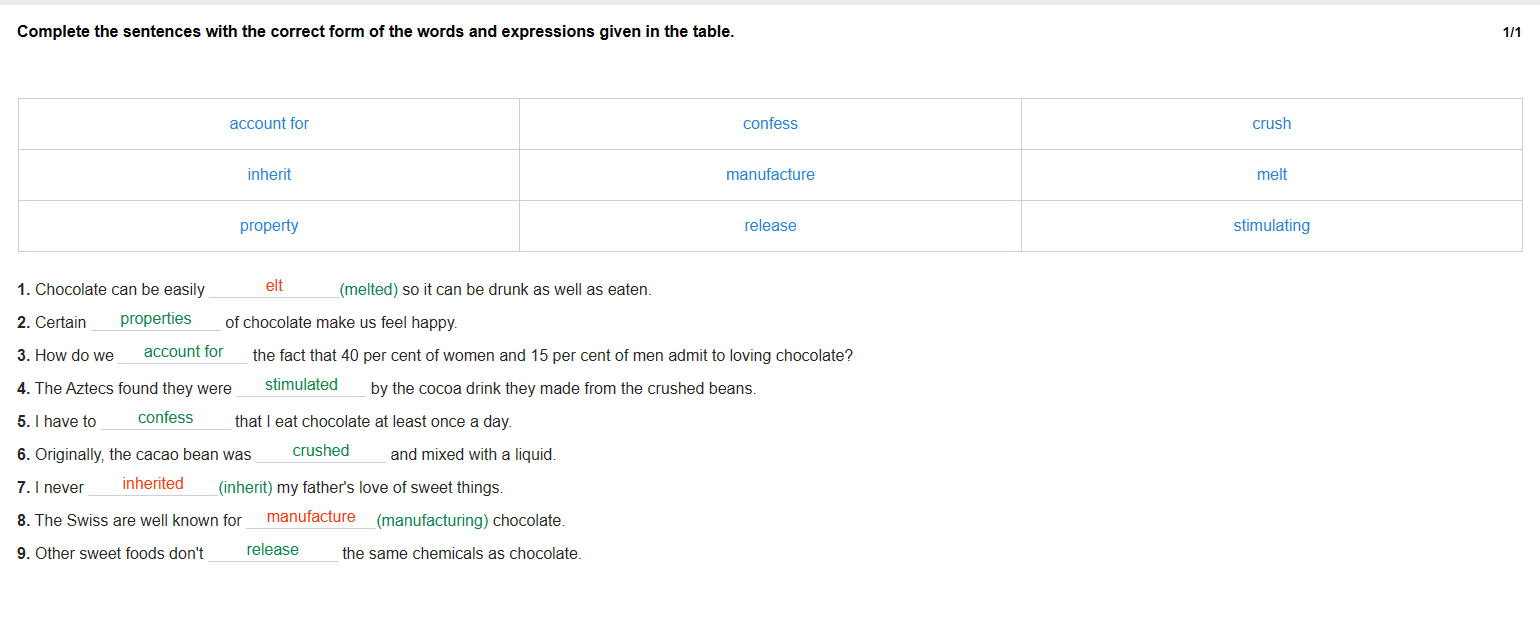 Complete the sentences with the correct form of the words and expressions given in the table. 1/1
account for confess crush
inherit manufacture melt
property release stimulating
1. Chocolate can be easily elt (melted) so it can be drunk as well as eaten.
2. Certain properties of chocolate make us feel happy.
3. How do we account for the fact that 40 per cent of women and 15 per cent of men admit to loving chocolate?
4. The Aztecs found they were stimulated by the cocoa drink they made from the crushed beans.
5. I have to confess that I eat chocolate at least once a day.
6. Originally, the cacao bean was crushed and mixed with a liquid.
7. I never inherited (inherit) my father's love of sweet things.
8. The Swiss are well known for manufacture (manufacturing) chocolate.
9. Other sweet foods don't release the same chemicals as chocolate.